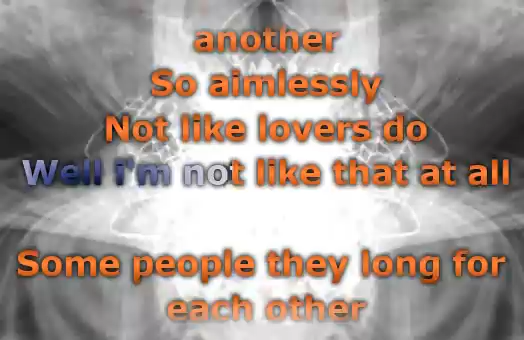 another
So aimlessly
Not like lovers do
Well i'm not like that at all
Some people they long for
each other